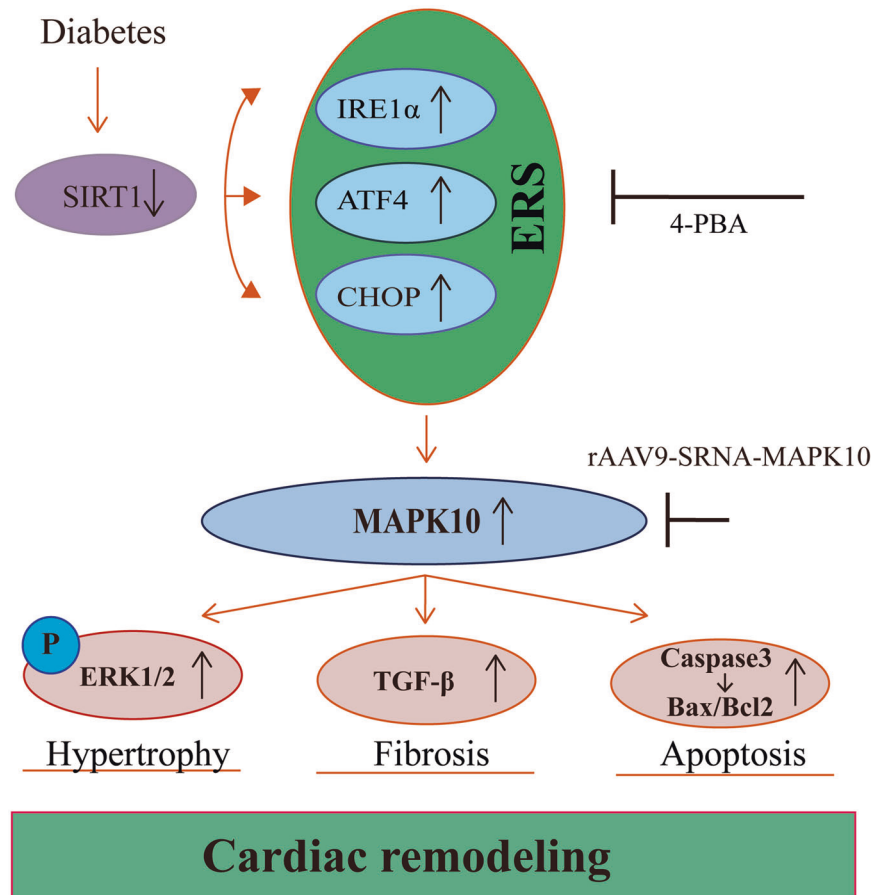 Diabetes
SIRT1↓
IRE1α ↑
ATF4 ↑
CHOP ↑
ERS
4-PBA
rAAV9-SRNA-MAPK10
MAPK10 ↑
P
ERK1/2 ↑
TGF-β ↑
Caspase3
↓
Bax/Bcl2 ↑
Hypertrophy
Fibrosis
Apoptosis
Cardiac remodeling